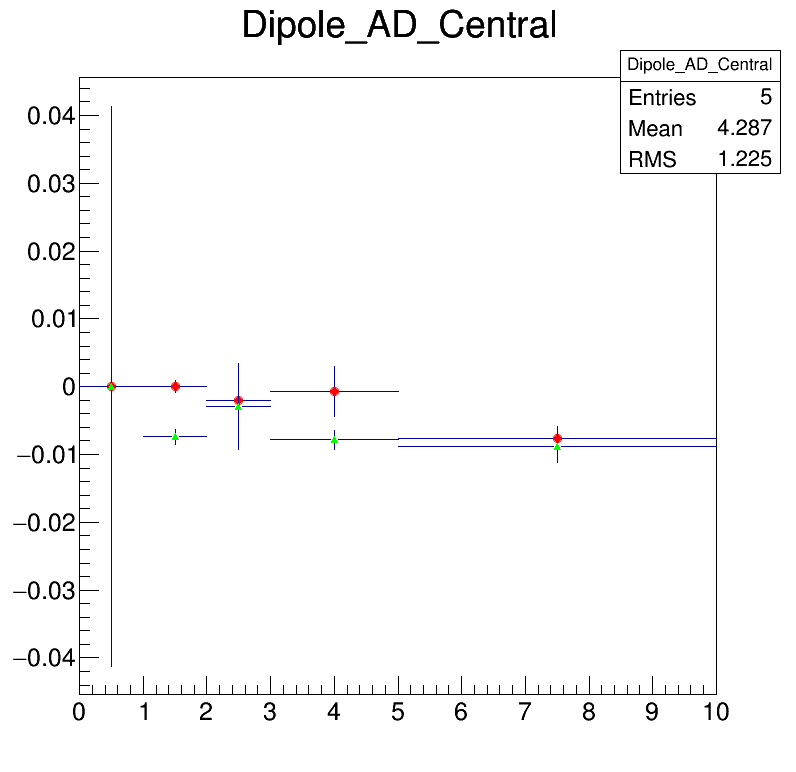 Dipole_AD_Central
Dipole_AD_Central
Entries 5
Mean 4.287
RMS 1.225
0.04
0.03
0.02
0.01
0
−0.01
−0.02
−0.03
−0.04
0 1 2 3 4 5 6 7 8 9 10